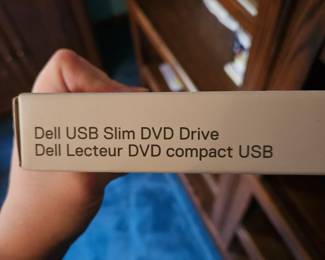 Dell USB Slim DVD Drive
Dell Lecteur DVD compact USB